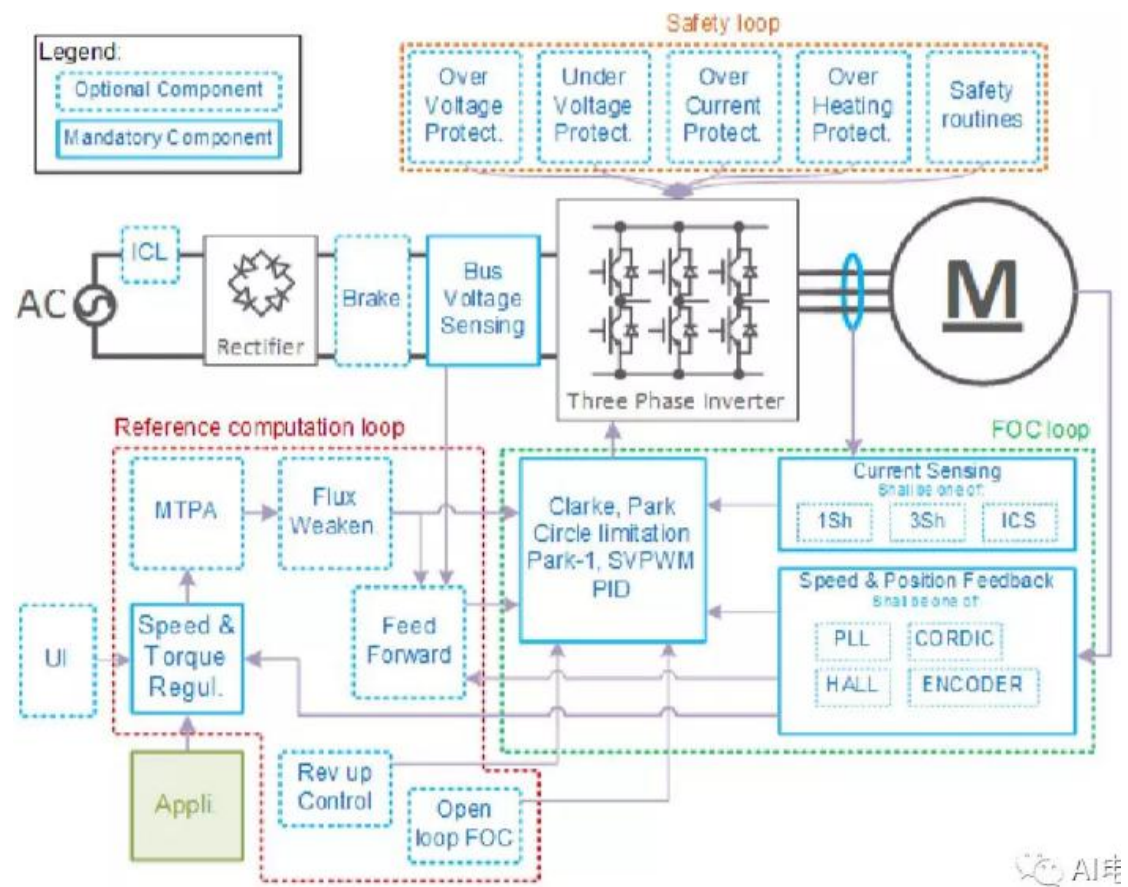 Safety loop
Legend:
Optional Component
Mandatory Component
Over
Voltage
Protect.
Under
Voltage
Protect.
Over
Current
Protect.
Over
Heating
Protect.
Safety
routines
AC
ICL
Rectifier
Brake
Bus
Voltage
Sensing
Three Phase Inverter
M
Reference computation loop
FOC loop
MTPA
Flux
Weaken.
Clarke, Park
Circle limitation
Park-1, SVPWM
PID
Current Sensing
Shall be one of:
1Sh
3Sh
ICS
Speed & Position Feedback
Shall be one of:
PLL
CORDIC
HALL
ENCODER
UI
Speed &
Torque
Regul.
Feed
Forward
Appli.
Rev up
Control
Open
loop FOC
AI电